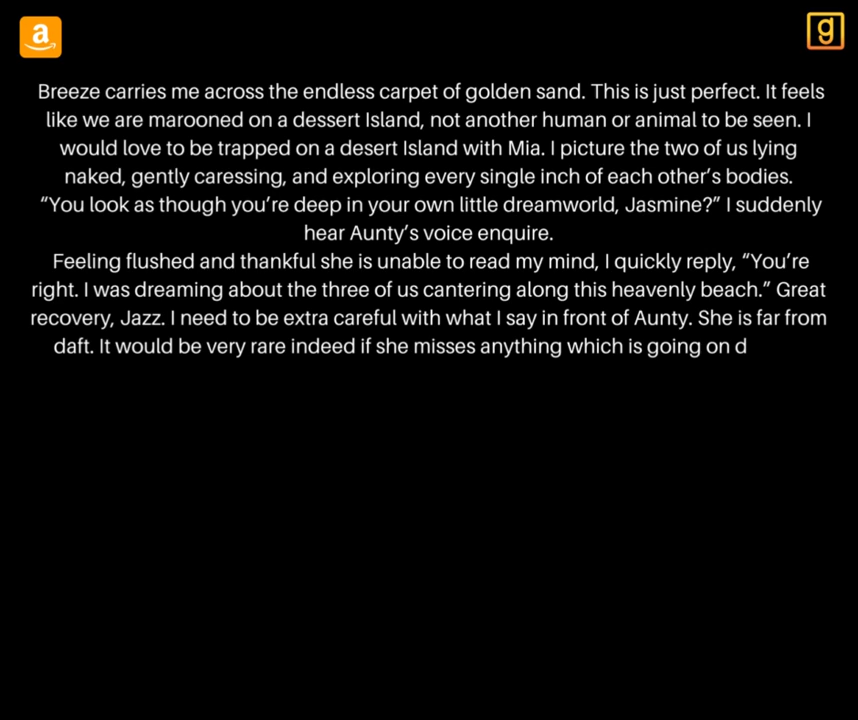 a
g
Breeze carries me across the endless carpet of golden sand. This is just perfect. It feels
like we are marooned on a dessert Island, not another human or animal to be seen. I
would love to be trapped on a desert Island with Mia. I picture the two of us lying
naked, gently caressing, and exploring every single inch of each other’s bodies.
“You look as though you’re deep in your own little dreamworld, Jasmine?” I suddenly
hear Aunty’s voice enquire.
Feeling flushed and thankful she is unable to read my mind, I quickly reply, “You’re
right. I was dreaming about the three of us cantering along this heavenly beach.” Great
recovery, Jazz. I need to be extra careful with what I say in front of Aunty. She is far from
daft. It would be very rare indeed if she misses anything which is going on d